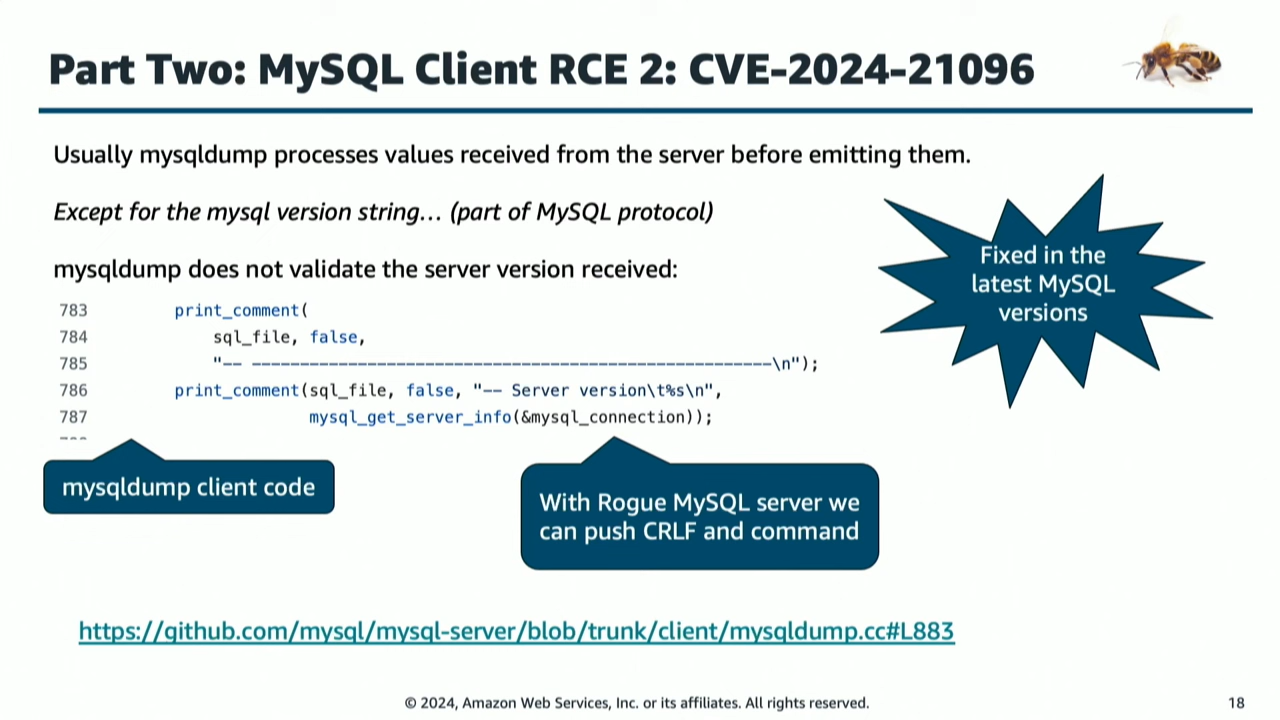 Part Two: MySQL Client RCE 2: CVE-2024-21096
Usually mysqldump processes values received from the server before emitting them.
Except for the mysql version string... (part of MySQL protocol)
mysqldump does not validate the server version received:
Fixed in the
latest MySQL
versions
783 print_comment(
784 sql_file, false,
785 "-- ------------------------------------------------------\n");
786 print_comment(sql_file, false, "-- Server version\t%s\n",
787 mysql_get_server_info(&mysql_connection));
mysqldump client code
With Rogue MySQL server we
can push CRLF and command
https://github.com/mysql/mysql-server/blob/trunk/client/mysqldump.cc#L883
© 2024, Amazon Web Services, Inc. or its affiliates. All rights reserved.
18